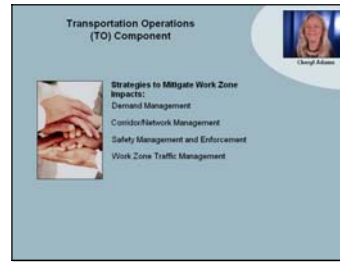 Transportation Operations
(TO) Component
Cheryl Adams
Strategies to Mitigate Work Zone
Impacts:
Demand Management
Corridor/Network Management
Safety Management and Enforcement
Work Zone Traffic Management